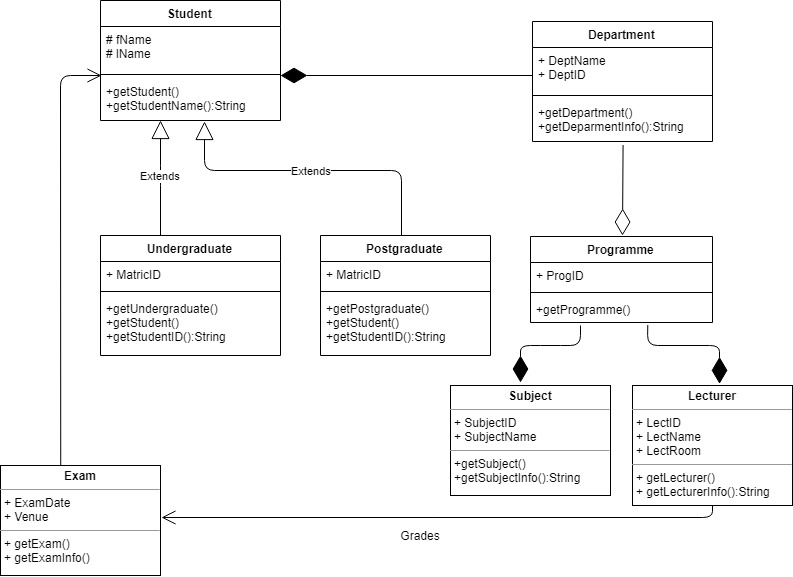 Student
# fName
# lName
+getStudent()
+getStudentName():String
Department
+ DeptName
+ DeptID
+getDepartment()
+getDeparmentInfo():String
Extends
Extends
Undergraduate
+ MatricID
+getUndergraduate()
+getStudent()
+getStudentID():String
Postgraduate
+ MatricID
+getPostgraduate()
+getStudent()
+getStudentID():String
Programme
+ ProgID
+getProgramme()
Subject
+ SubjectID
+ SubjectName
+getSubject()
+getSubjectInfo():String
Lecturer
+ LectID
+ LectName
+ LectRoom
+ getLecturer()
+ getLecturerInfo():String
Exam
+ ExamDate
+ Venue
+ getExam()
+ getExamInfo()
Grades